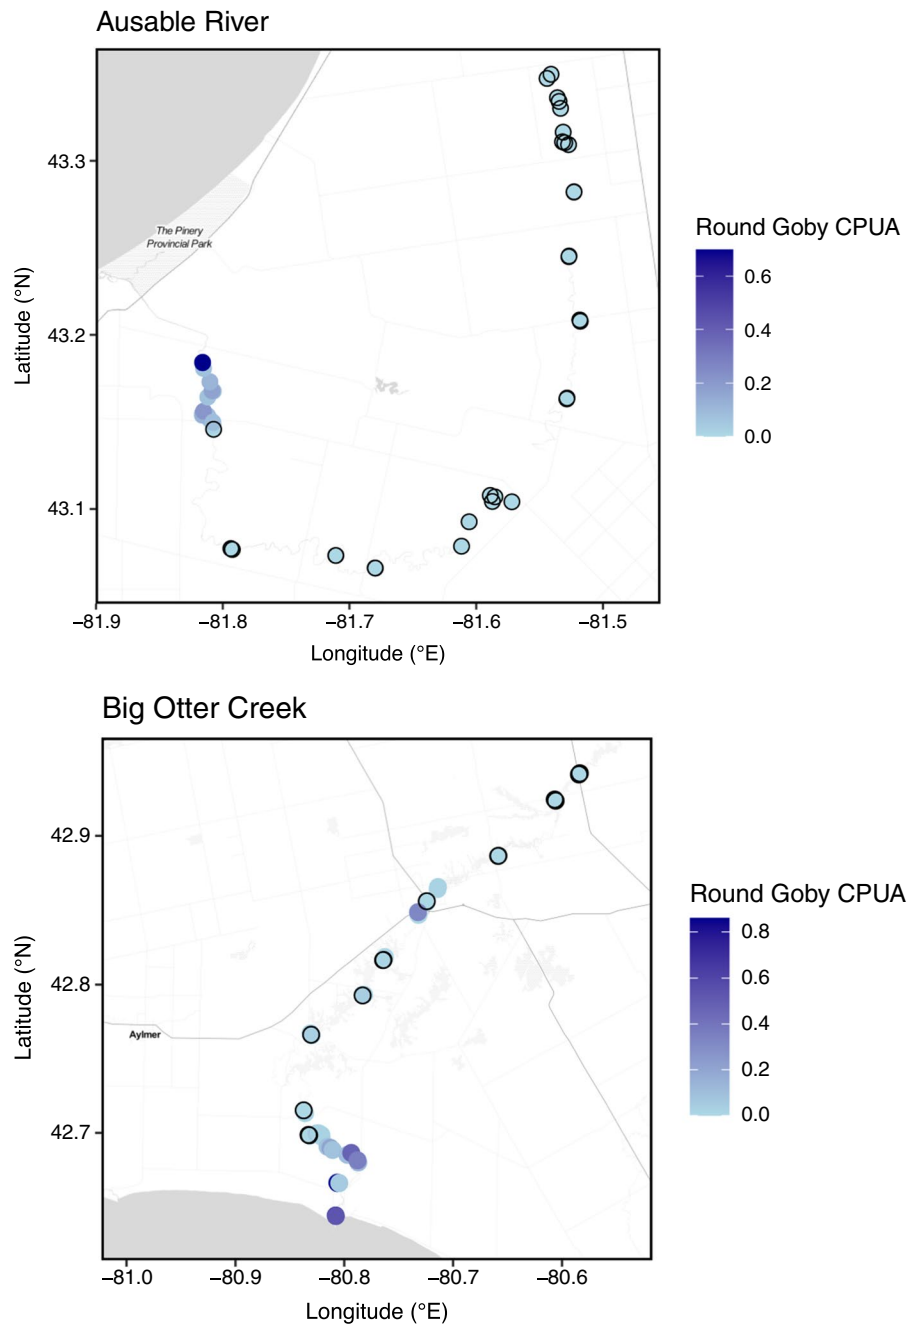 Ausable River
43.3
43.2
43.1
Latitude (°N)
The Pinery
Provincial Park
−81.9
−81.8
−81.7
−81.6
−81.5
Longitude (°E)
Round Goby CPUA
0.6
0.4
0.2
0.0
Big Otter Creek
42.9
42.8
42.7
Latitude (°N)
Aylmer
−81.0
−80.9
−80.8
−80.7
−80.6
Longitude (°E)
Round Goby CPUA
0.8
0.6
0.4
0.2
0.0